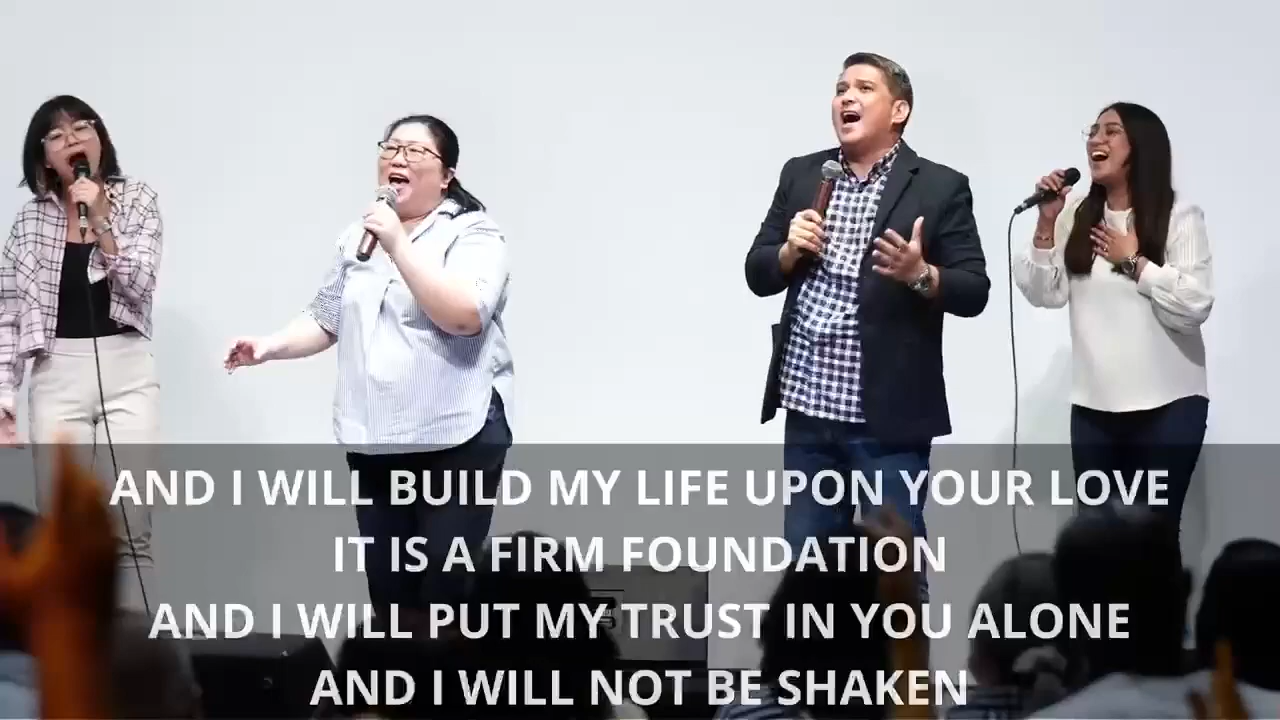 AND I WILL BUILD MY LIFE UPON YOUR LOVE
IT IS A FIRM FOUNDATION
AND I WILL PUT MY TRUST IN YOU ALONE
AND I WILL NOT BE SHAKEN